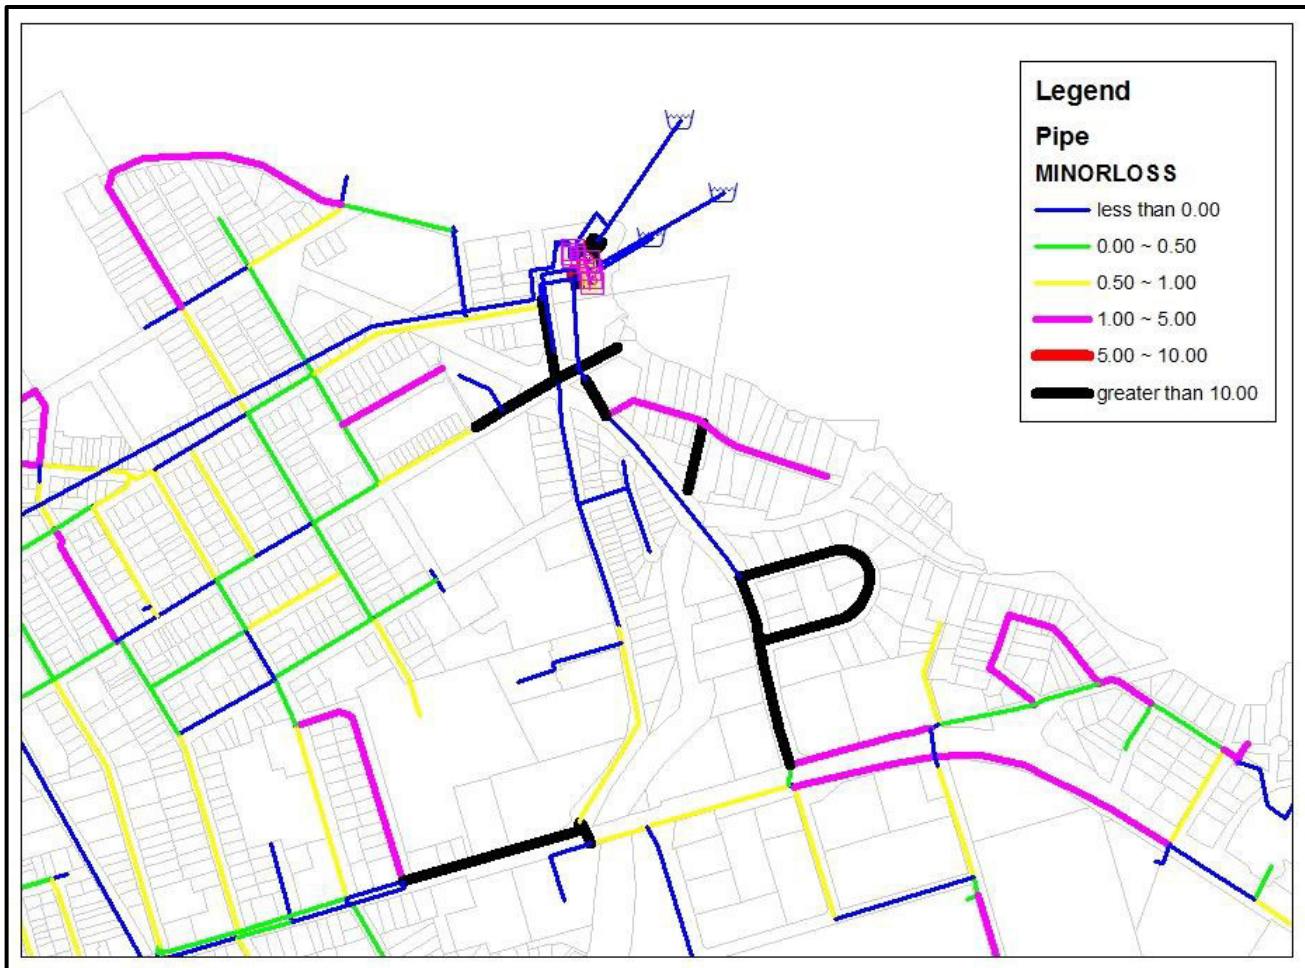 Legend
Pipe
MINORLOSS
less than 0.00
0.00 ~ 0.50
0.50 ~ 1.00
1.00 ~ 5.00
5.00 ~ 10.00
greater than 10.00